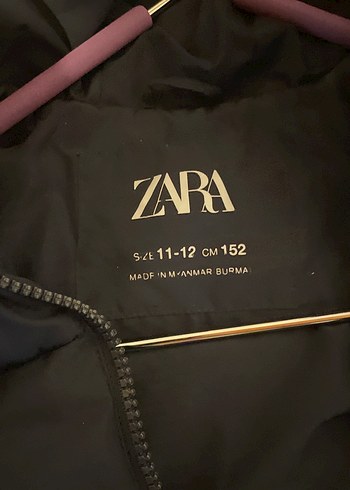 ZARA
SIZE 11-12 CM 152
MADE IN MYANMAR BURMA